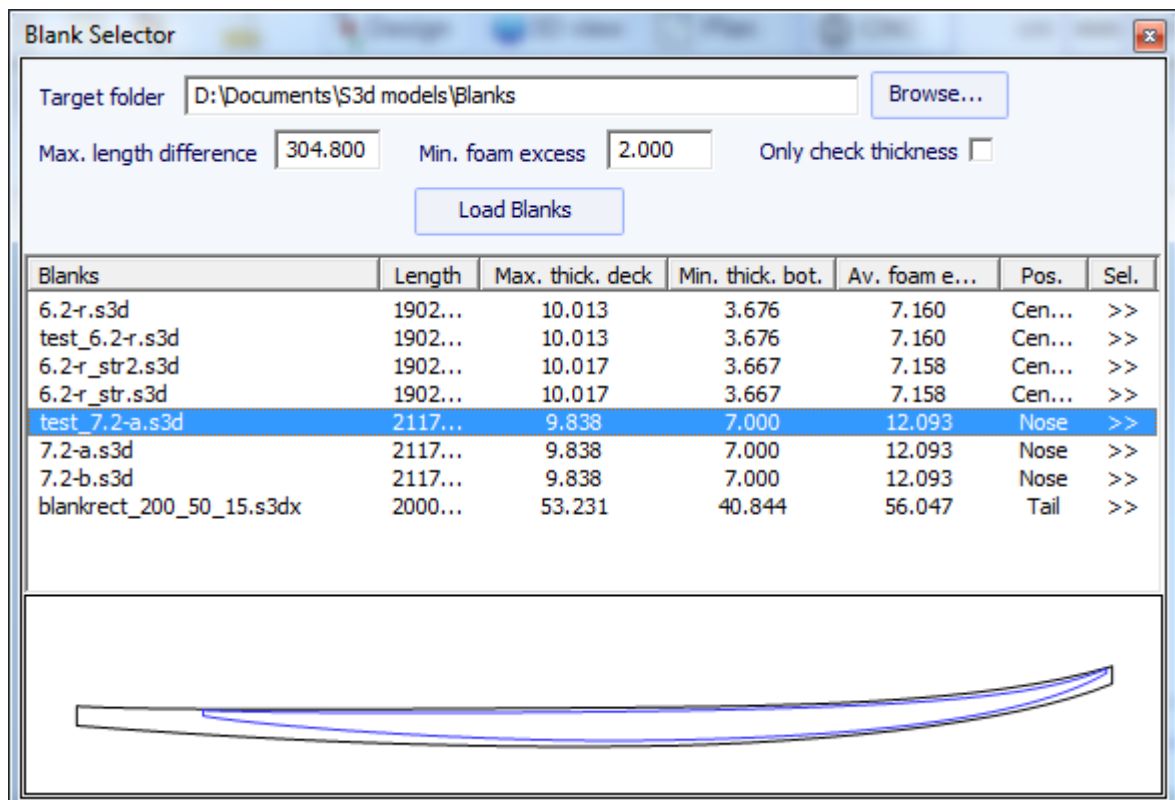 Blank Selector
Target folder D:\Documents\S3d models\Blanks Browse...
Max. length difference 304.800 Min. foam excess 2.000 Only check thickness
Load Blanks
Blanks Length Max. thick. deck Min. thick. bot. Av. foam e... Pos. Sel.
6.2-r.s3d 1902... 10.013 3.676 7.160 Cen... >>
test_6.2-r.s3d 1902... 10.013 3.676 7.160 Cen... >>
6.2-r_str2.s3d 1902... 10.017 3.667 7.158 Cen... >>
6.2-r_str.s3d 1902... 10.017 3.667 7.158 Cen... >>
test_7.2-a.s3d 2117... 9.838 7.000 12.093 Nose >>
7.2-a.s3d 2117... 9.838 7.000 12.093 Nose >>
7.2-b.s3d 2117... 9.838 7.000 12.093 Nose >>
blankrect_200_50_15.s3dx 2000... 53.231 40.844 56.047 Tail >>